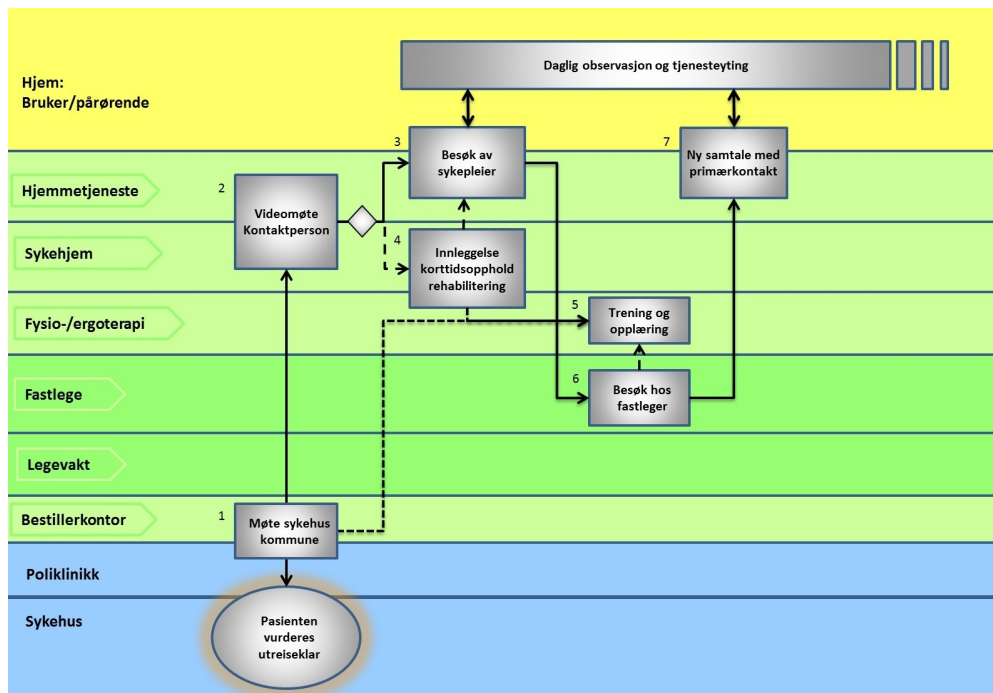 Daglig observasjon og tjenesteyting
Hjem:
Bruker/pårørende
3
Besøk av
sykepleier
7
Ny samtale med
primærkontakt
Hjemmetjeneste
2
Videomøte
Kontaktperson
Sykehjem
4
Innleggelse
korttidsopphold
rehabilitering
Fysio-/ergoterapi
5
Trening og
opplæring
Fastlege
6
Besøk hos
fastleger
Legevakt
Bestillerkontor
1
Møte sykehus
kommune
Poliklinikk
Sykehus
Pasienten
vurderes
utreiseklar